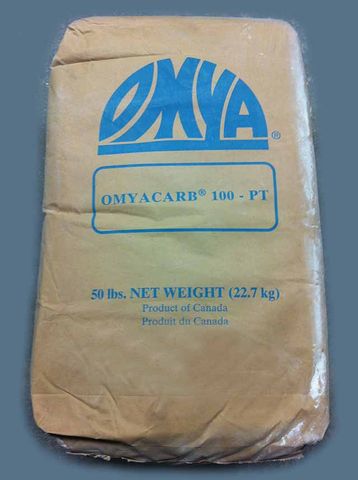 OMYA®
OMYACARB® 100 - PT
50 lbs. NET WEIGHT (22.7 kg)
Product of Canada
Produit du Canada